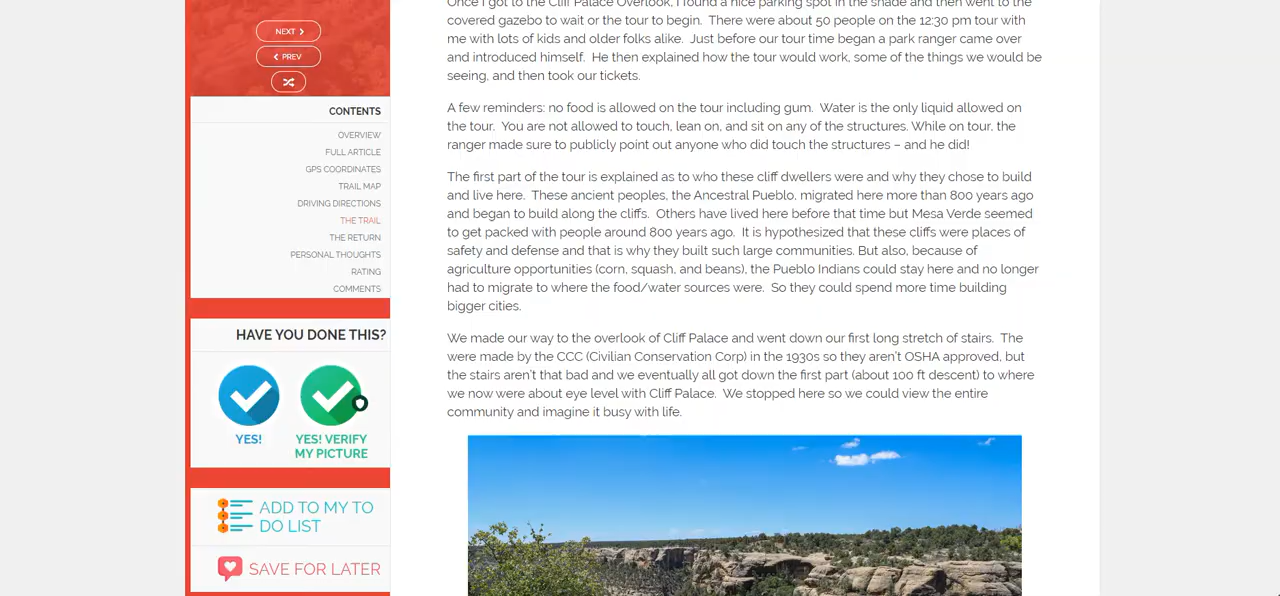 NEXT
PREV
CONTENTS
OVERVIEW
FULL ARTICLE
GPS COORDINATES
TRAIL MAP
DRIVING DIRECTIONS
THE TRAIL
THE RETURN
PERSONAL THOUGHTS
RATING
COMMENTS
HAVE YOU DONE THIS?
YES!
YES! VERIFY
MY PICTURE
ADD TO MY TO
DO LIST
SAVE FOR LATER
Once I got to the Cliff Palace Overlook, I found a nice parking spot in the shade and then went to the
covered gazebo to wait or the tour to begin. There were about 50 people on the 12:30 pm tour with
me with lots of kids and older folks alike. Just before our tour time began a park ranger came over
and introduced himself. He then explained how the tour would work, some of the things we would be
seeing, and then took our tickets.
A few reminders: no food is allowed on the tour including gum. Water is the only liquid allowed on
the tour. You are not allowed to touch, lean on, and sit on any of the structures. While on tour, the
ranger made sure to publicly point out anyone who did touch the structures – and he did!
The first part of the tour is explained as to who these cliff dwellers were and why they chose to build
and live here. These ancient peoples, the Ancestral Pueblo, migrated here more than 800 years ago
and began to build along the cliffs. Others have lived here before that time but Mesa Verde seemed
to get packed with people around 800 years ago. It is hypothesized that these cliffs were places of
safety and defense and that is why they built such large communities. But also, because of
agriculture opportunities (corn, squash, and beans), the Pueblo Indians could stay here and no longer
had to migrate to where the food/water sources were. So they could spend more time building
bigger cities.
We made our way to the overlook of Cliff Palace and went down our first long stretch of stairs. The
were made by the CCC (Civilian Conservation Corp) in the 1930s so they aren't OSHA approved, but
the stairs aren't that bad and we eventually all got down the first part (about 100 ft descent) to where
we now were about eye level with Cliff Palace. We stopped here so we could view the entire
community and imagine it busy with life.